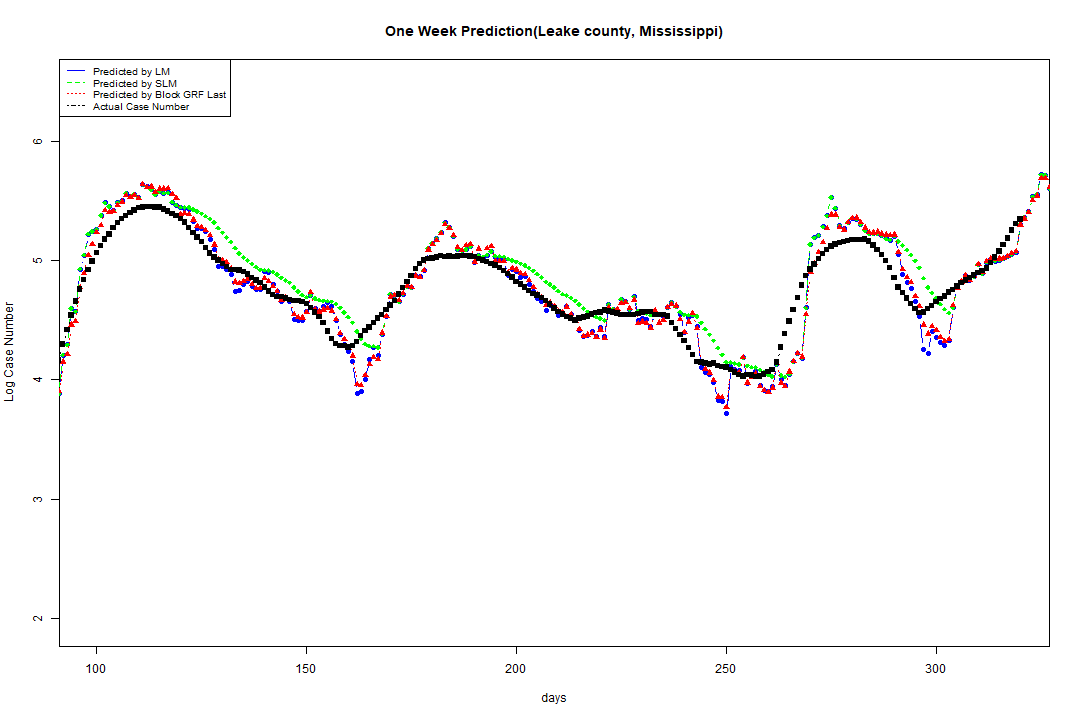 One Week Prediction(Leake county, Mississippi)
Predicted by LM
Predicted by SLM
Predicted by Block GRF Last
Actual Case Number
6
5
4
3
2
Log Case Number
100 150 200 250 300
days